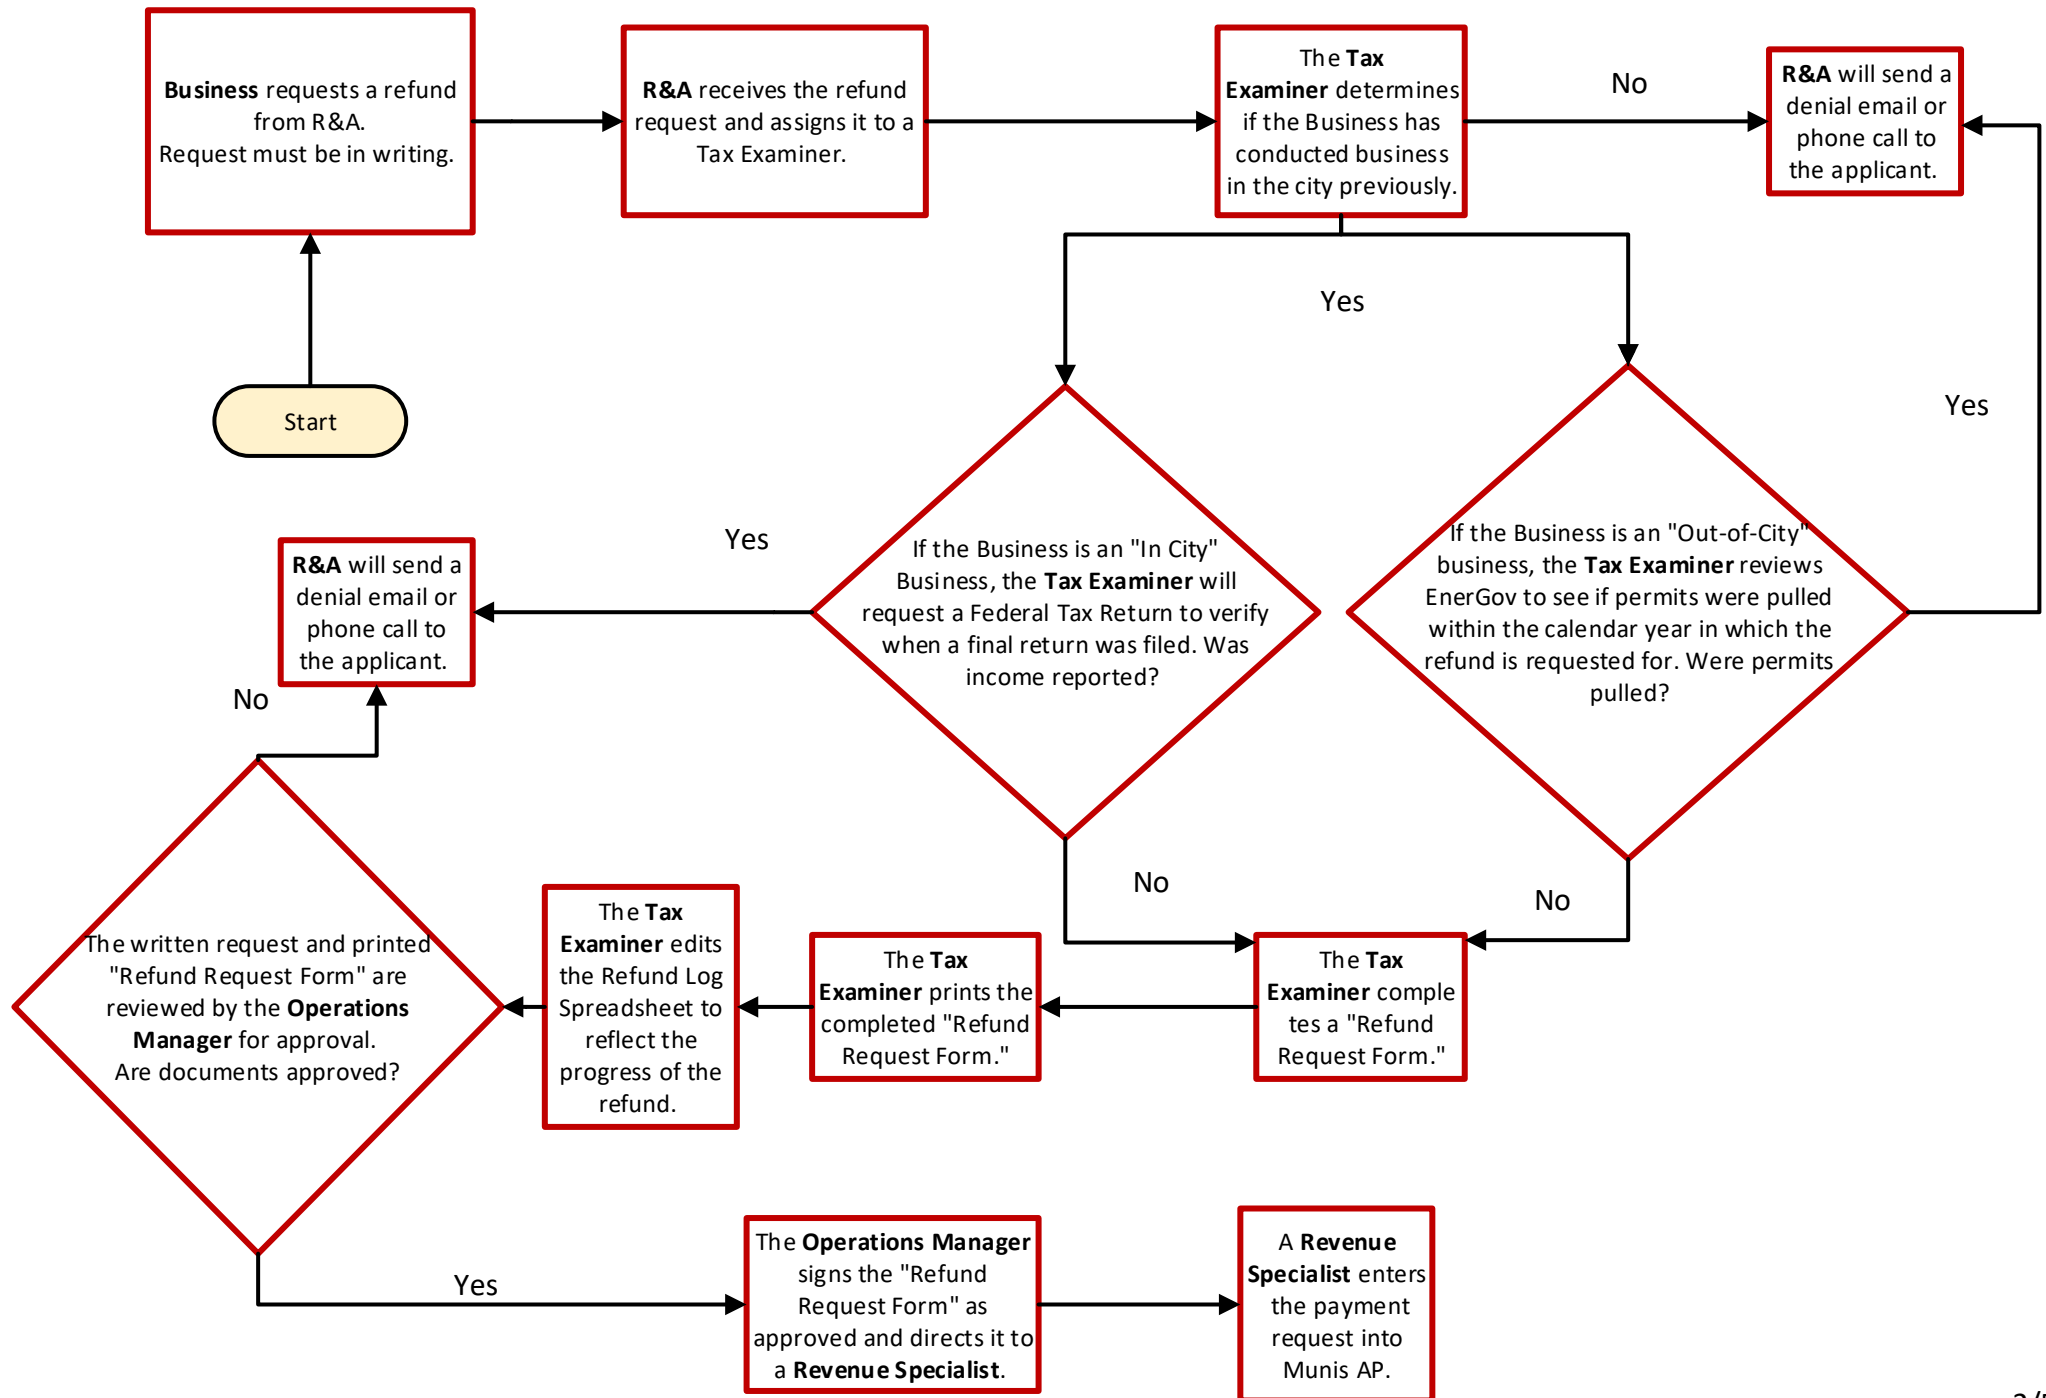 Business requests a refund
from R&A.
Request must be in writing.
R&A receives the refund
request and assigns it to a
Tax Examiner.
The Tax
Examiner determines
if the Business has
conducted business
in the city previously.
No
R&A will send a
denial email or
phone call to
the applicant.
Yes
Start
Yes
Yes
R&A will send a
denial email or
phone call to
the applicant.
If the Business is an "In City"
Business, the Tax Examiner will
request a Federal Tax Return to verify
when a final return was filed. Was
income reported?
If the Business is an "Out-of-City"
business, the Tax Examiner reviews
EnerGov to see if permits were pulled
within the calendar year in which the
refund is requested for. Were permits
pulled?
No
No
No
The written request and printed
"Refund Request Form" are
reviewed by the Operations
Manager for approval.
Are documents approved?
The Tax
Examiner edits
the Refund Log
Spreadsheet to
reflect the
progress of the
refund.
The Tax
Examiner prints the
completed "Refund
Request Form."
The Tax
Examiner comple
tes a "Refund
Request Form."
Yes
The Operations Manager
signs the "Refund
Request Form" as
approved and directs it to
a Revenue Specialist.
A Revenue
Specialist enters
the payment
request into
Munis AP.